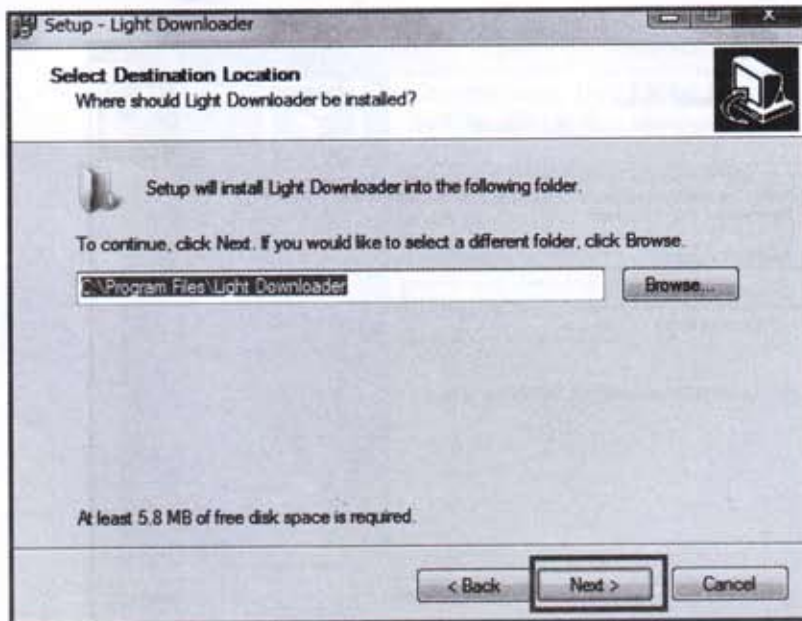 Setup - Light Downloader
Select Destination Location
Where should Light Downloader be installed?
Setup will install Light Downloader into the following folder.
To continue, click Next. If you would like to select a different folder, click Browse.
C:\Program Files\Light Downloader
Browse...
At least 5.8 MB of free disk space is required.
< Back
Next >
Cancel